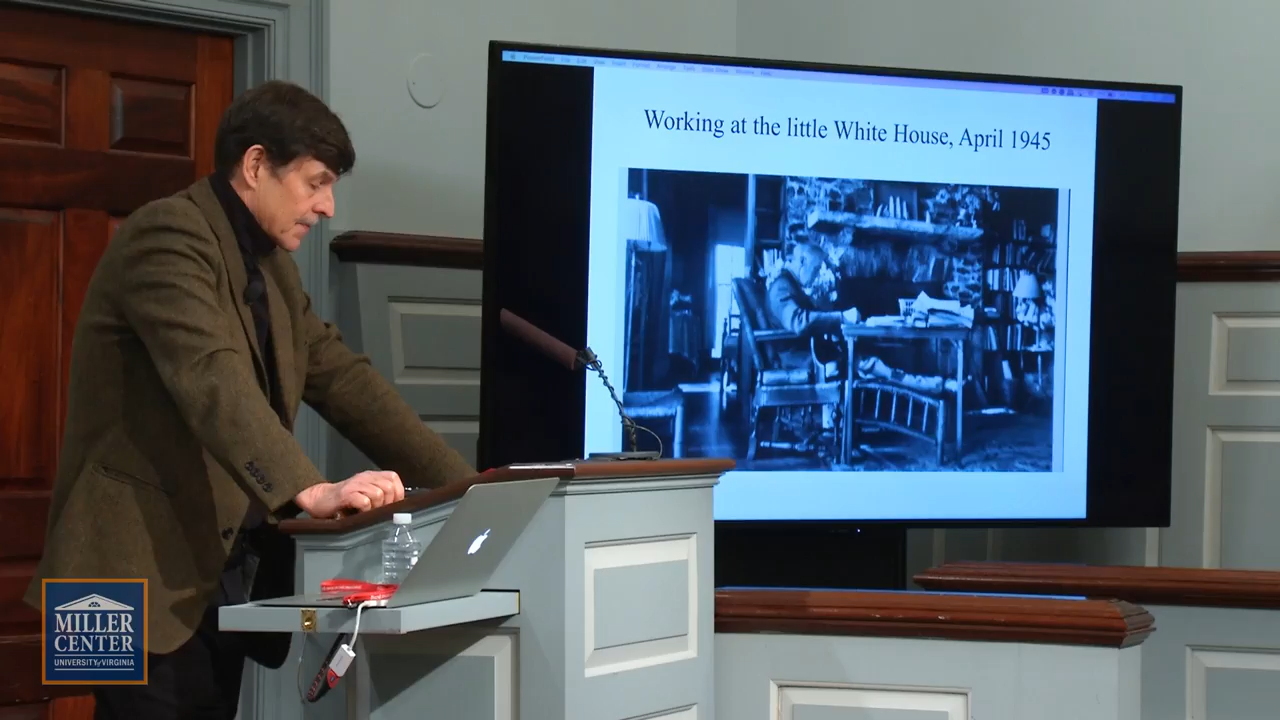 Working at the little White House, April 1945
MILLER
CENTER
UNIVERSITY of VIRGINIA